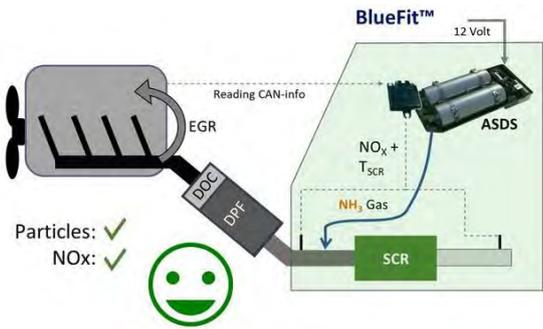 BlueFit™
12 Volt
Reading CAN-info
ASDS
EGR
NOX +
TSCR
DOC
NH3 Gas
DPF
Particles:
NOx:
SCR